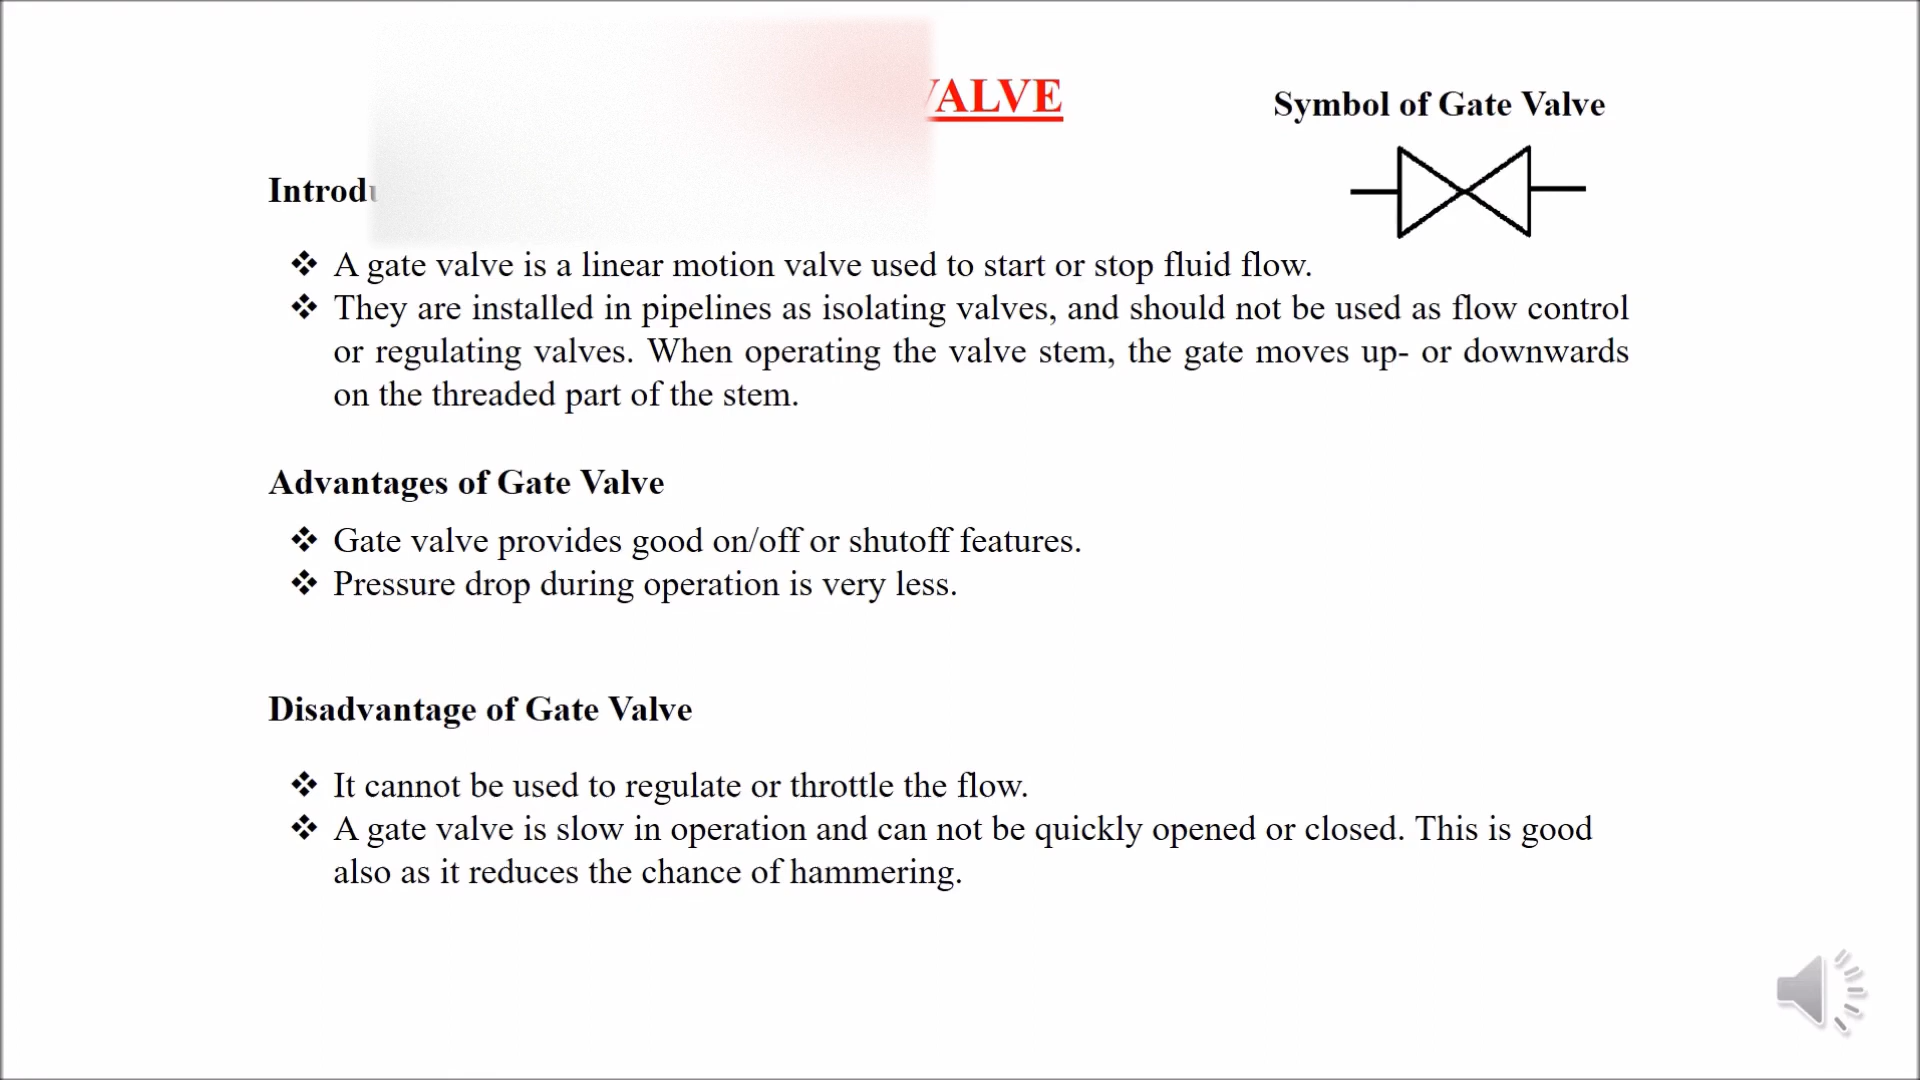 VALVE
Symbol of Gate Valve
❖ A gate valve is a linear motion valve used to start or stop fluid flow.
❖ They are installed in pipelines as isolating valves, and should not be used as flow control
or regulating valves. When operating the valve stem, the gate moves up- or downwards
on the threaded part of the stem.
Advantages of Gate Valve
❖ Gate valve provides good on/off or shutoff features.
❖ Pressure drop during operation is very less.
Disadvantage of Gate Valve
❖ It cannot be used to regulate or throttle the flow.
❖ A gate valve is slow in operation and can not be quickly opened or closed. This is good
also as it reduces the chance of hammering.